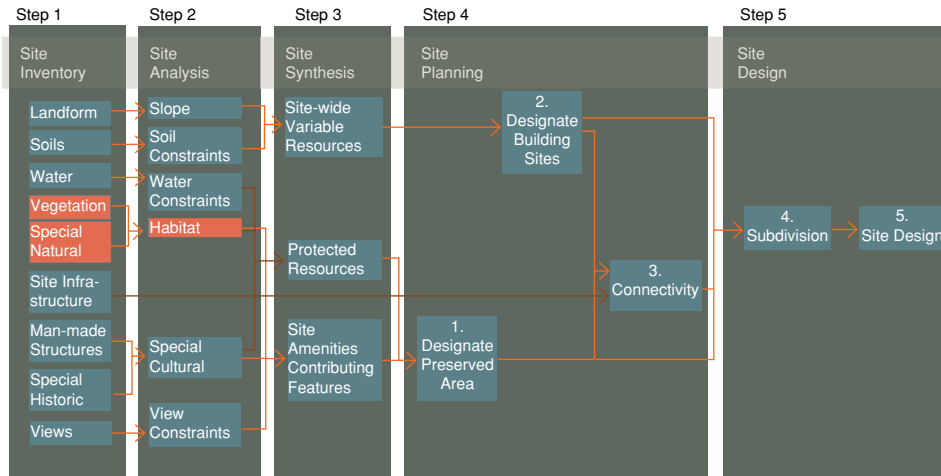 Step 1
Step 2
Step 3
Step 4
Step 5
Site
Inventory
Site
Analysis
Site
Synthesis
Site
Planning
Site
Design
Landform
Soils
Water
Vegetation
Special
Natural
Site Infra-
structure
Man-made
Structures
Special
Historic
Views
Slope
Soil
Constraints
Water
Constraints
Habitat
Special
Cultural
View
Constraints
Site-wide
Variable
Resources
Protected
Resources
Site
Amenities
Contributing
Features
2.
Designate
Building
Sites
1.
Designate
Preserved
Area
3.
Connectivity
4.
Subdivision
5.
Site Design